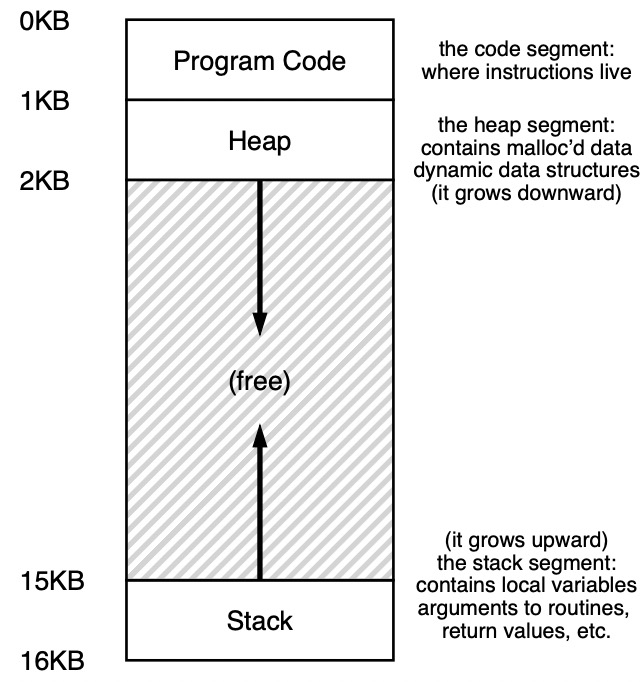 0KB
Program Code
the code segment:
where instructions live
1KB
Heap
the heap segment:
contains malloc’d data
dynamic data structures
(it grows downward)
2KB
(free)
(it grows upward)
the stack segment:
contains local variables
arguments to routines,
return values, etc.
15KB
Stack
16KB